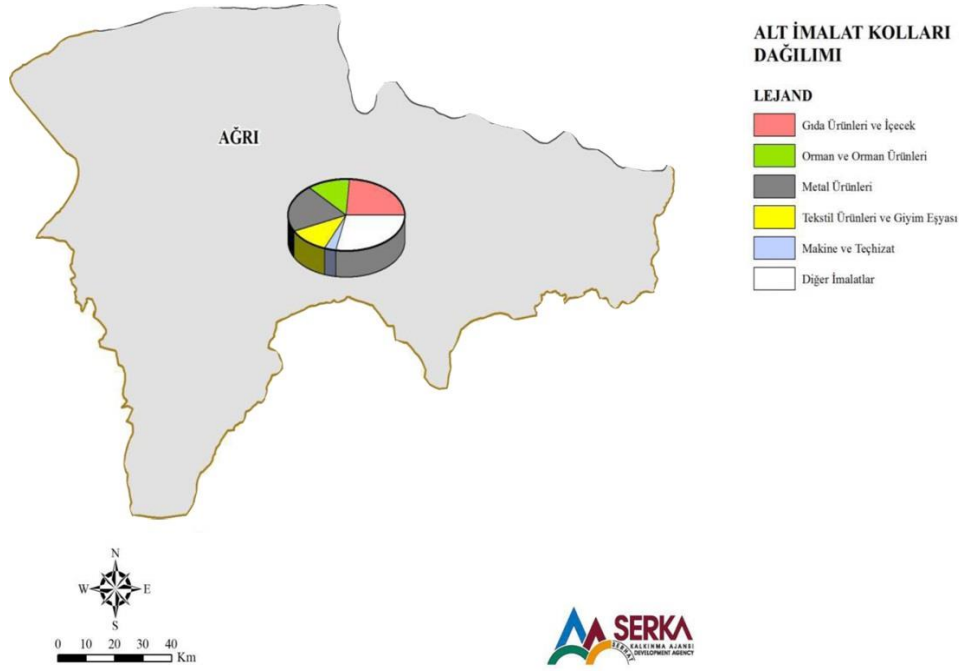 ALT İMALAT KOLLARI
DAĞILIMI
LEJAND
Gıda Ürünleri ve İçecek
Orman ve Orman Ürünleri
Metal Ürünleri
Tekstil Ürünleri ve Giyim Eşyası
Makine ve Teçhizat
Diğer İmalatlar
AĞRI
N
W E
S
0 10 20 30 40
Km
SERKA
KALKINMA AJANSI
DEVELOPMENT AGENCY
SERHAT